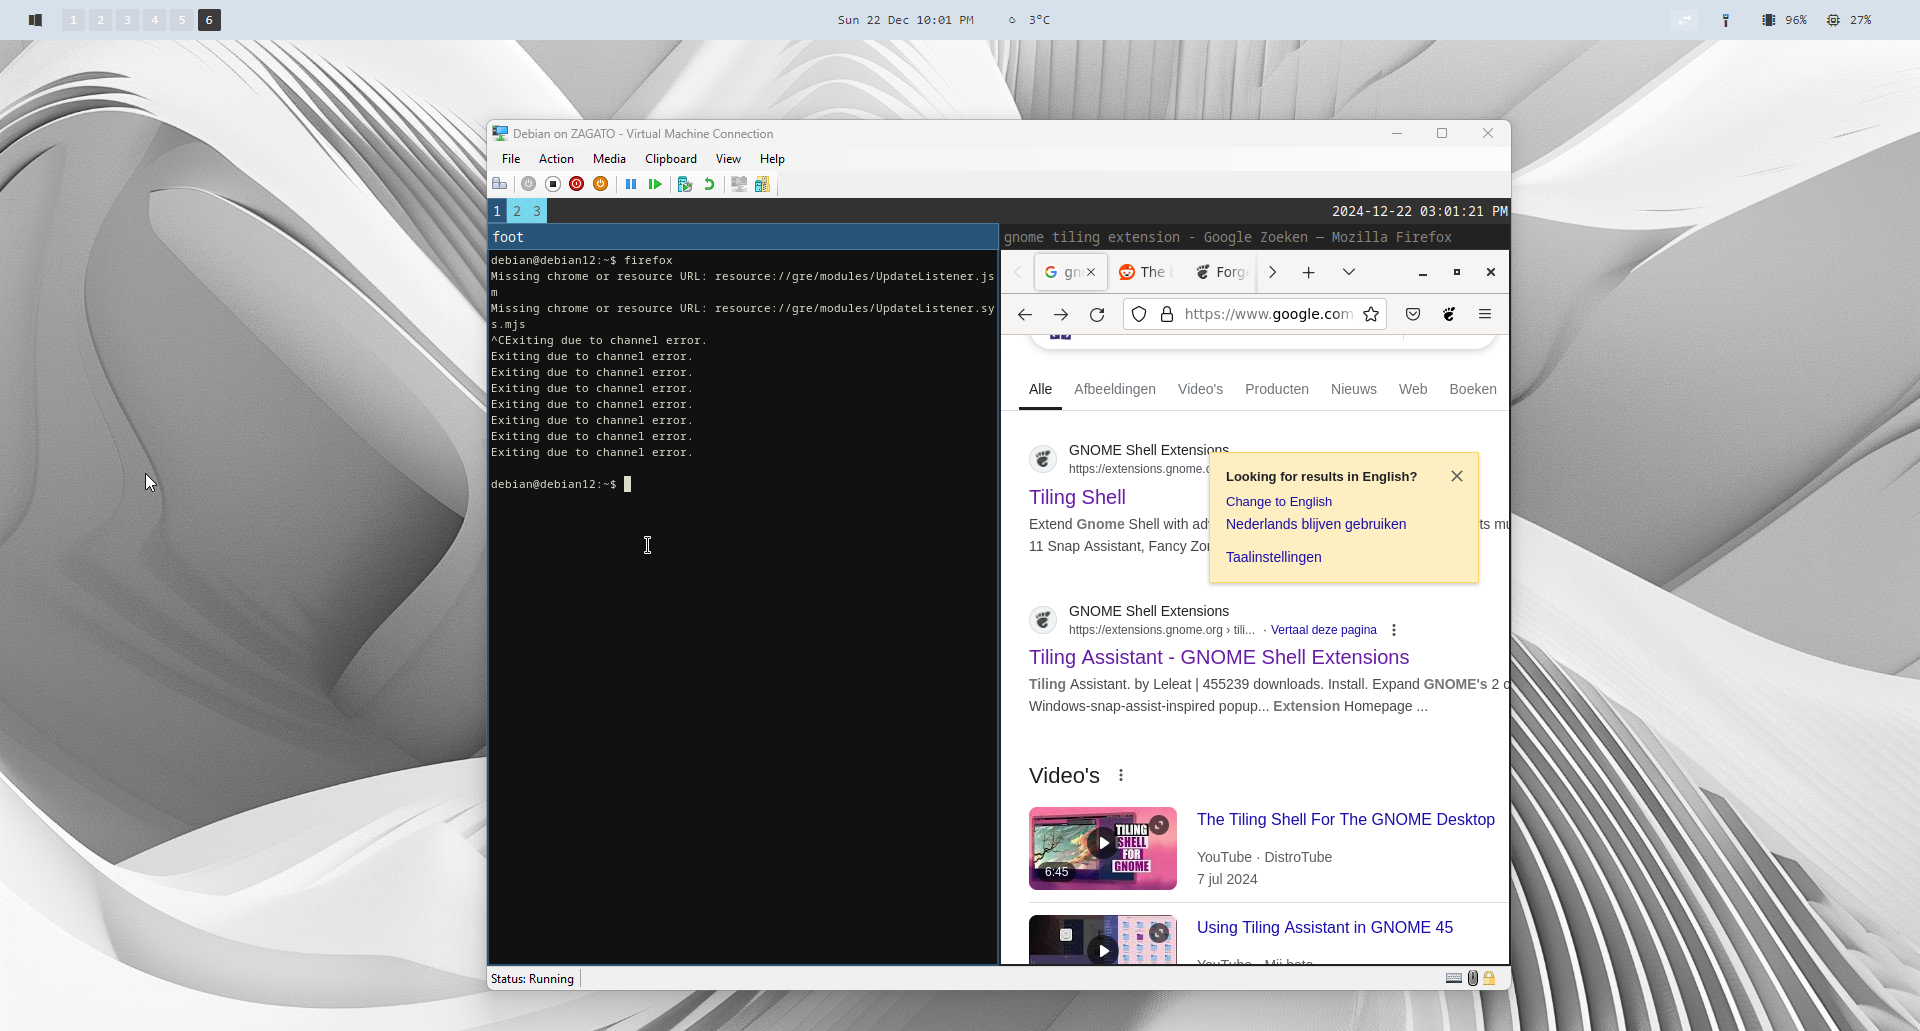 1 2 3 4 5 6
Sun 22 Dec 10:01 PM
3°C
96%
27%
Debian on ZAGATO - Virtual Machine Connection
File Action Media Clipboard View Help
1 2 3
2024-12-22 03:01:21 PM
foot
debian@debian12:~$ firefox
Missing chrome or resource URL: resource://gre/modules/UpdateListener.js
m
Missing chrome or resource URL: resource://gre/modules/UpdateListener.sy
s.mjs
^CExiting due to channel error.
Exiting due to channel error.
Exiting due to channel error.
Exiting due to channel error.
Exiting due to channel error.
Exiting due to channel error.
Exiting due to channel error.
Exiting due to channel error.
debian@debian12:~$
gnome tiling extension - Google Zoeken — Mozilla Firefox
gn The Forge
https://www.google.com
Alle Afbeeldingen Video's Producten Nieuws Web Boeken
GNOME Shell Extensions
https://extensions.gnome.o
Tiling Shell
Extend Gnome Shell with ad
ts mu
11 Snap Assistant, Fancy Zo
Looking for results in English?
Change to English
Nederlands blijven gebruiken
Taalinstellingen
GNOME Shell Extensions
https://extensions.gnome.org › tili... · Vertaal deze pagina
Tiling Assistant - GNOME Shell Extensions
Tiling Assistant. by Leleat | 455239 downloads. Install. Expand GNOME's 2 c
Windows-snap-assist-inspired popup... Extension Homepage ...
Video's
TILING
SHELL
FOR
GNOME
6:45
The Tiling Shell For The GNOME Desktop
YouTube · DistroTube
7 jul 2024
Using Tiling Assistant in GNOME 45
Status: Running